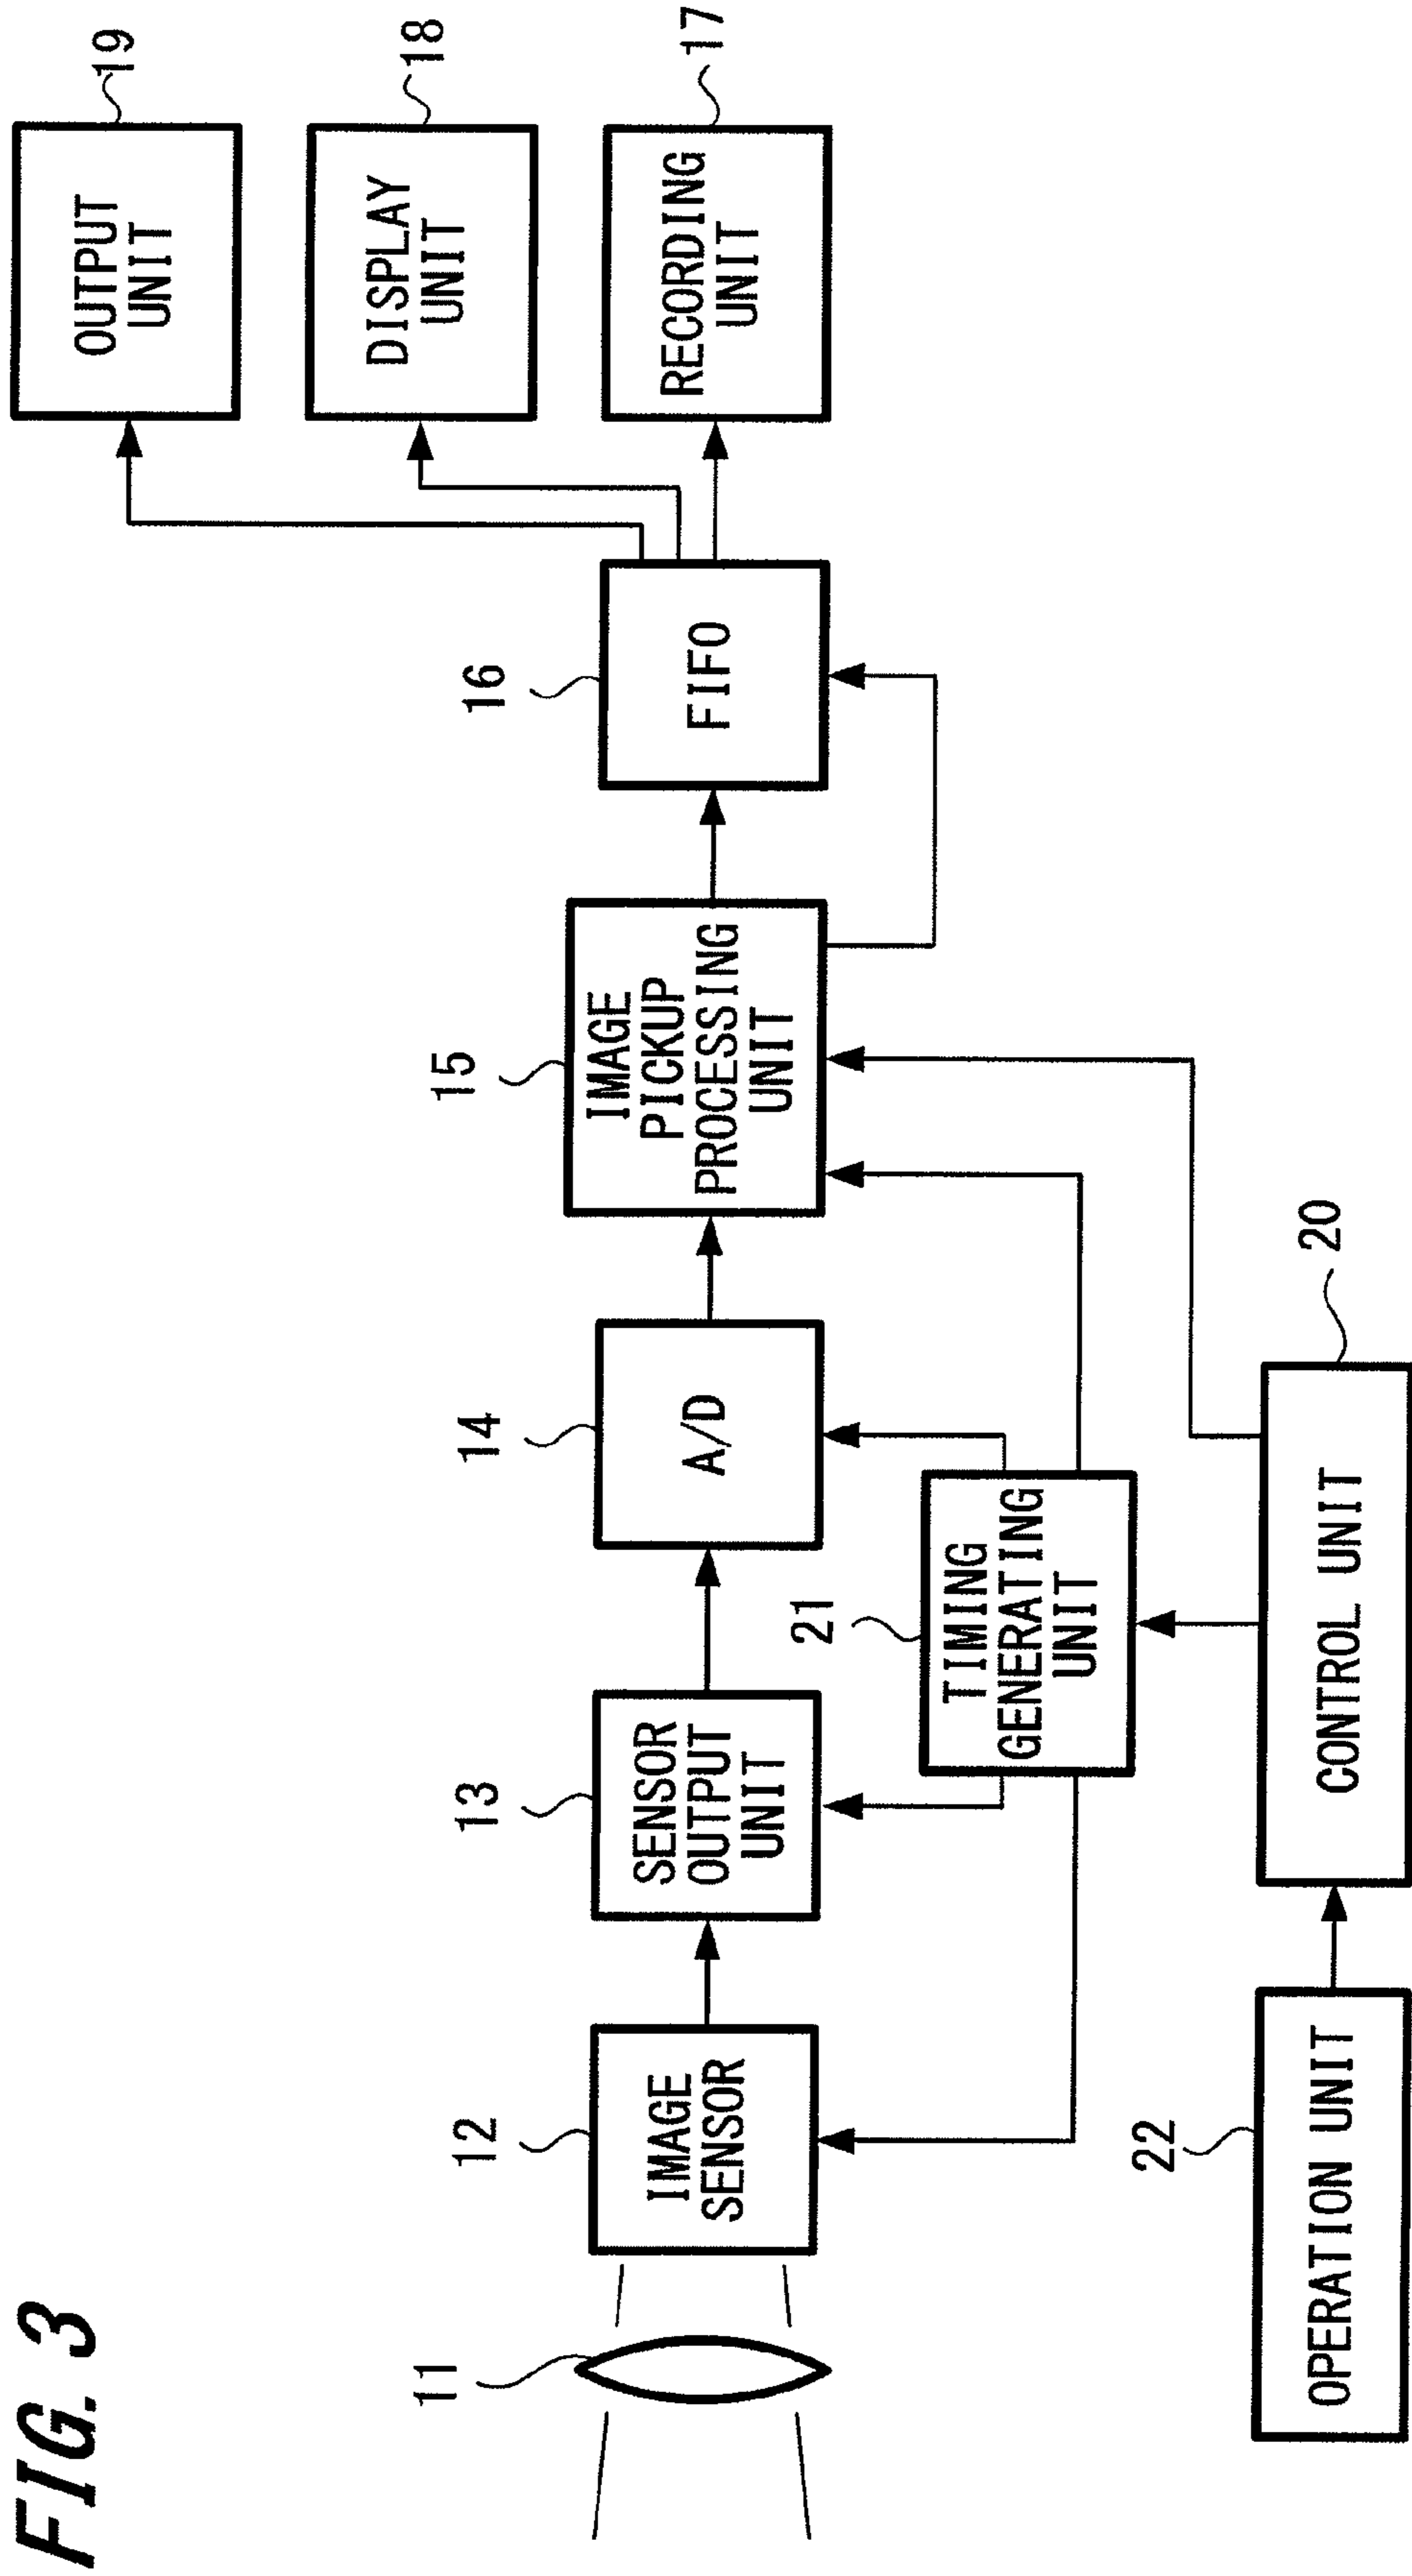 FIG. 3
19
OUTPUT
UNIT
18
DISPLAY
UNIT
11
12
13
14
15
16
17
IMAGE
SENSOR
SENSOR
OUTPUT
UNIT
A/D
IMAGE
PICKUP
PROCESSING
UNIT
FIFO
RECORDING
UNIT
21
TIMING
GENERATING
UNIT
22
OPERATION UNIT
20
CONTROL UNIT